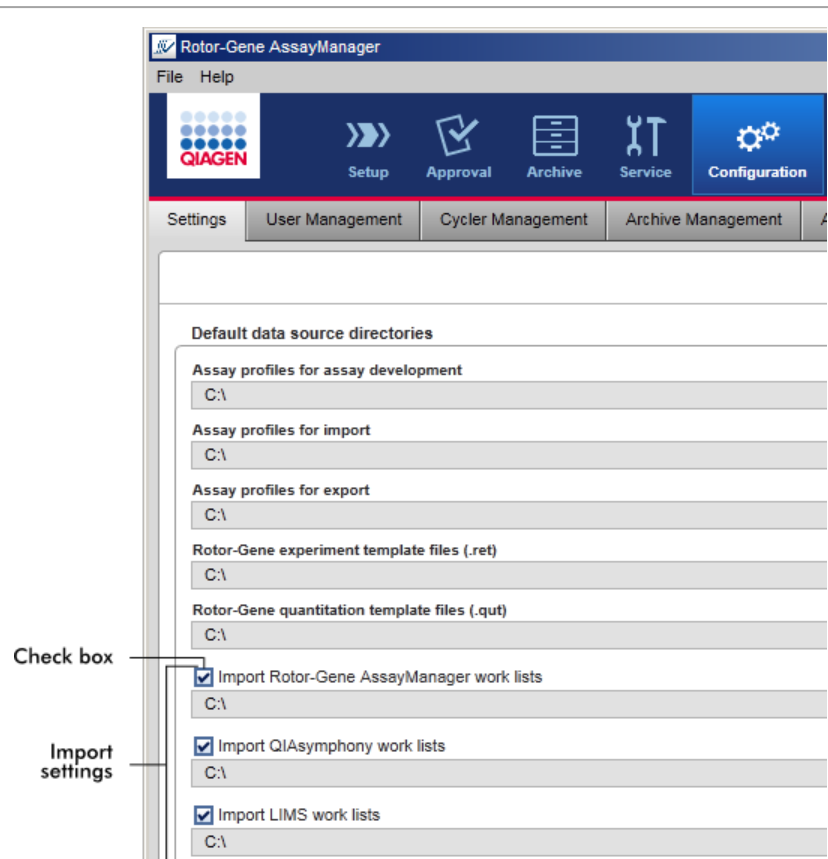 Rotor-Gene AssayManager
File Help
QIAGEN
Setup Approval Archive Service Configuration
Settings User Management Cycler Management Archive Management A
Default data source directories
Assay profiles for assay development
C:\
Assay profiles for import
C:\
Assay profiles for export
C:\
Rotor-Gene experiment template files (.ret)
C:\
Rotor-Gene quantitation template files (.qut)
C:\
Check box
Import Rotor-Gene AssayManager work lists
C:\
Import settings
Import QIAsymphony work lists
C:\
Import LIMS work lists
C:\